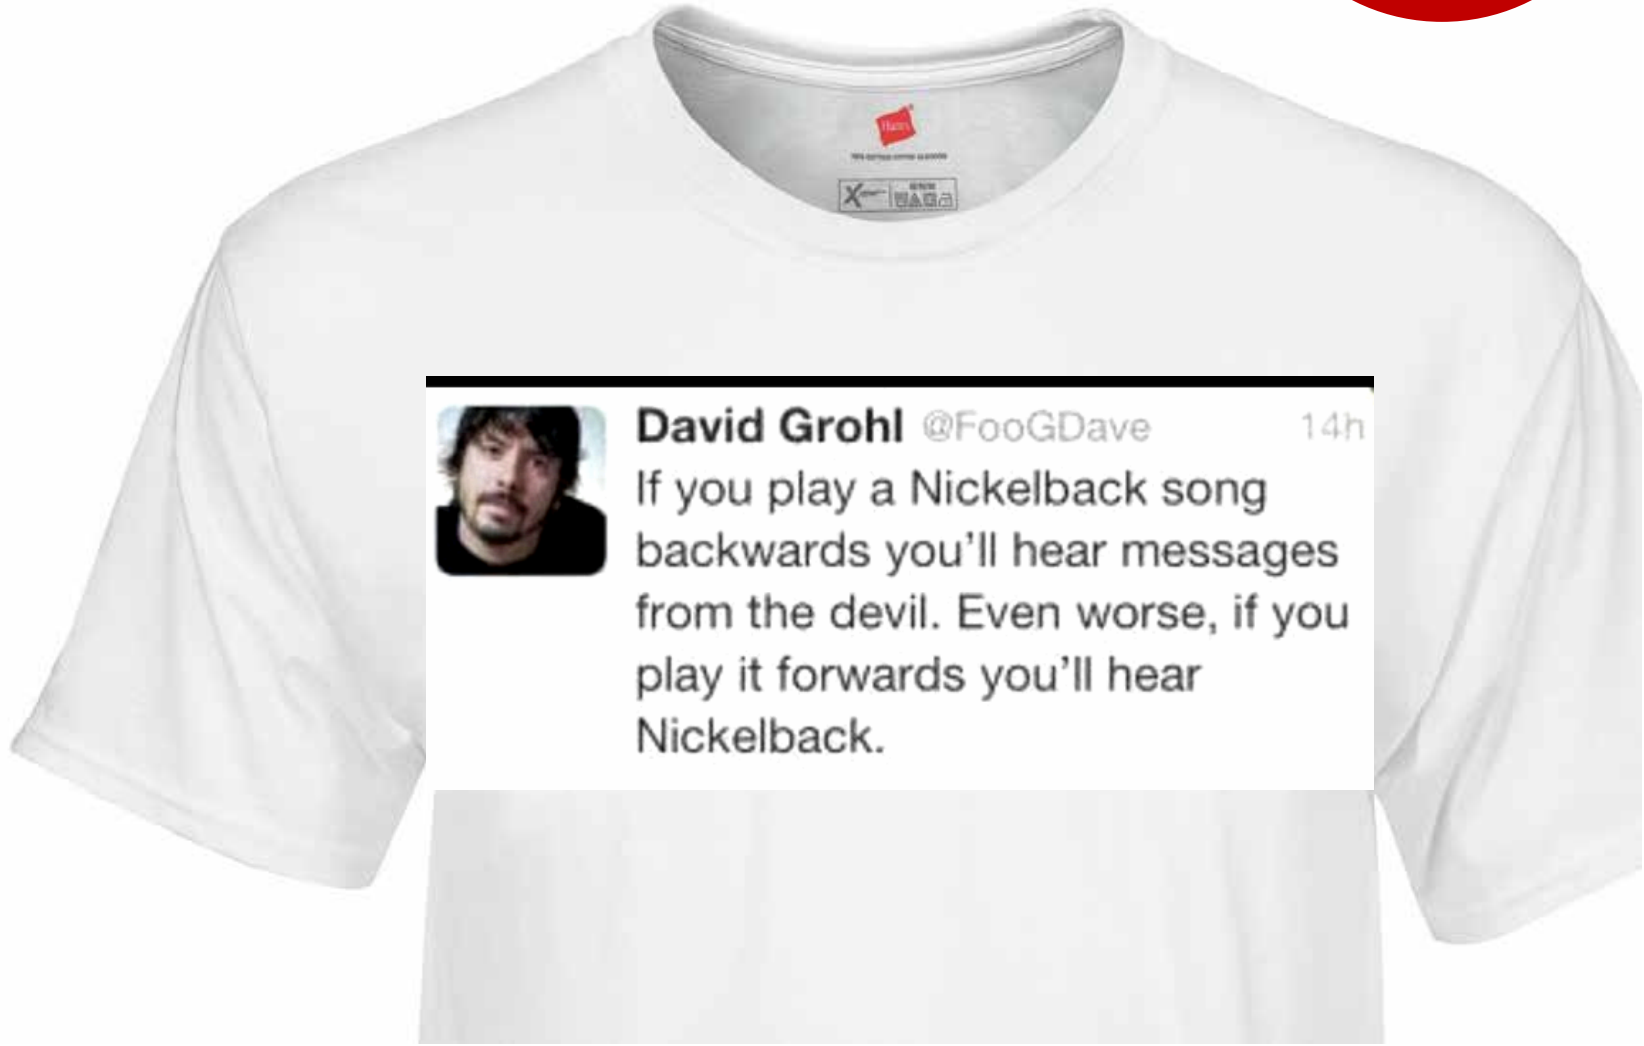 Hanes
David Grohl @FooGDave 14h
If you play a Nickelback song
backwards you'll hear messages
from the devil. Even worse, if you
play it forwards you'll hear
Nickelback.